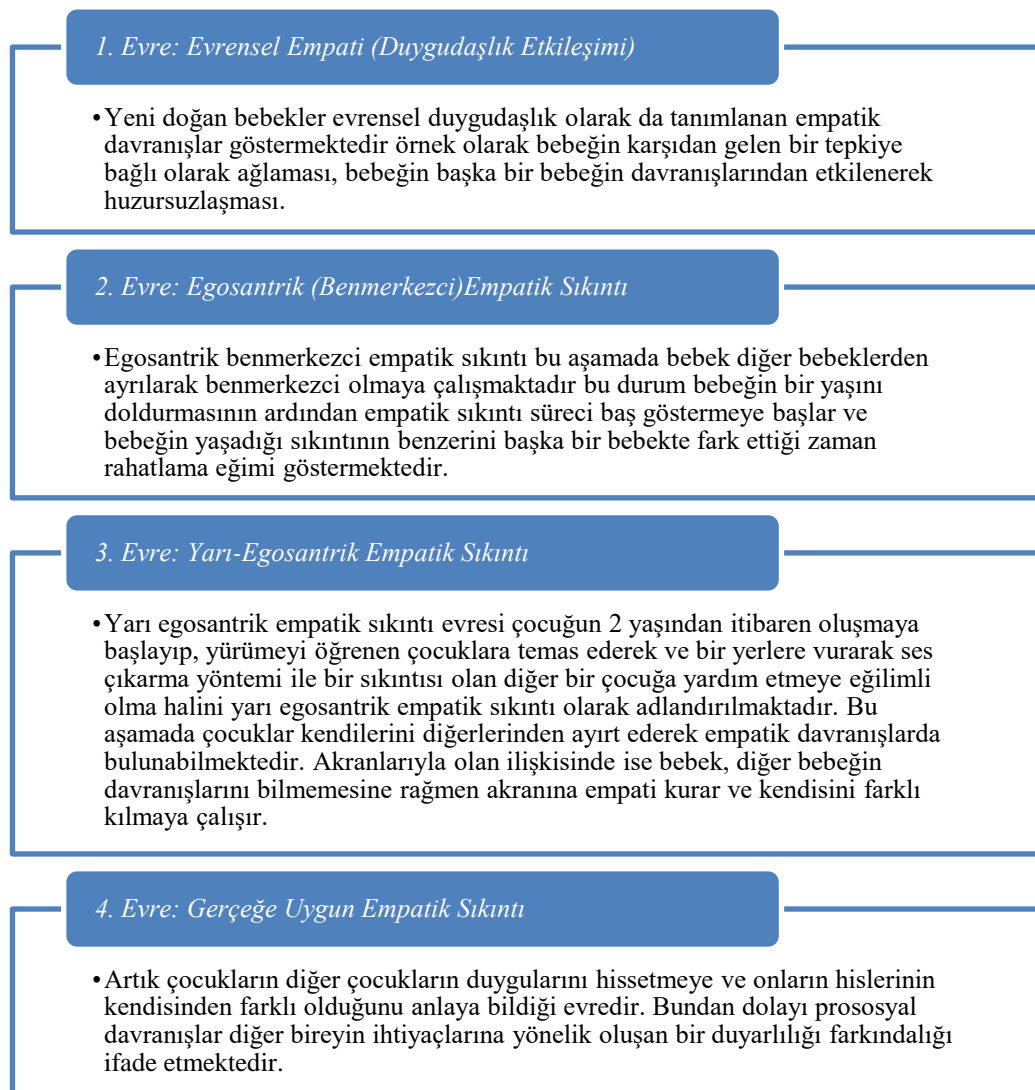 1. Evre: Evrensel Empati (Duygudaşlık Etkileşimi)
•Yeni doğan bebekler evrensel duygudaşlık olarak da tanımlanan empatik
davranışlar göstermektedir örnek olarak bebeğin karşıdan gelen bir tepkiye
bağlı olarak ağlaması, bebeğin başka bir bebeğin davranışlarından etkilenerek
huzursuzlaşması.
2. Evre: Egosantrik (Benmerkezci)Empatik Sıkıntı
•Egosantrik benmerkezci empatik sıkıntı bu aşamada bebek diğer bebeklerden
ayrılarak benmerkezci olmaya çalışmaktadır bu durum bebeğin bir yaşını
doldurmasının ardından empatik sıkıntı süreci baş göstermeye başlar ve
bebeğin yaşadığı sıkıntının benzerini başka bir bebekte fark ettiği zaman
rahatlama eğimi göstermektedir.
3. Evre: Yarı-Egosantrik Empatik Sıkıntı
•Yarı egosantrik empatik sıkıntı evresi çocuğun 2 yaşından itibaren oluşmaya
başlayıp, yürümeyi öğrenen çocuklara temas ederek ve bir yerlere vurarak ses
çıkarma yöntemi ile bir sıkıntısı olan diğer bir çocuğa yardım etmeye eğilimli
olma halini yarı egosantrik empatik sıkıntı olarak adlandırılmaktadır. Bu
aşamada çocuklar kendilerini diğerlerinden ayırt ederek empatik davranışlarda
bulunabilmektedir. Akranlarıyla olan ilişkisinde ise bebek, diğer bebeğin
davranışlarını bilmemesine rağmen akranına empati kurar ve kendisini farklı
kılmaya çalışır.
4. Evre: Gerçeğe Uygun Empatik Sıkıntı
•Artık çocukların diğer çocukların duygularını hissetmeye ve onların hislerinin
kendisinden farklı olduğunu anlaya bildiği evredir. Bundan dolayı prososyal
davranışlar diğer bireyin ihtiyaçlarına yönelik oluşan bir duyarlılığı farkındalığı
ifade etmektedir.